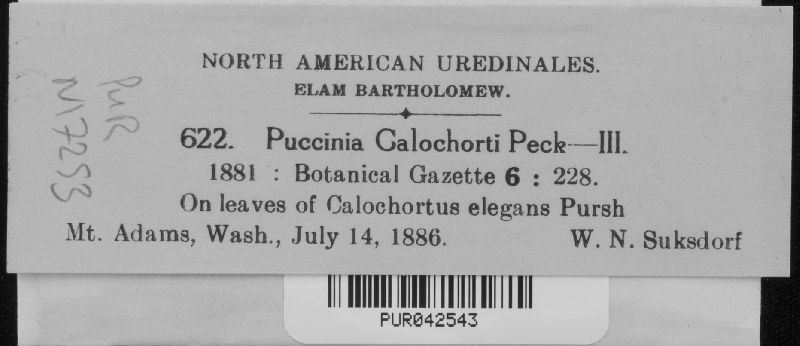 NORTH AMERICAN UREDINALES.
ELAM BARTHOLOMEW.
622. Puccinia Calochorti Peck—III.
1881 : Botanical Gazette 6 : 228.
On leaves of Calochortus elegans Pursh
Mt. Adams, Wash., July 14, 1886. W. N. Suksdorf
PUR
N17253
PUR042543